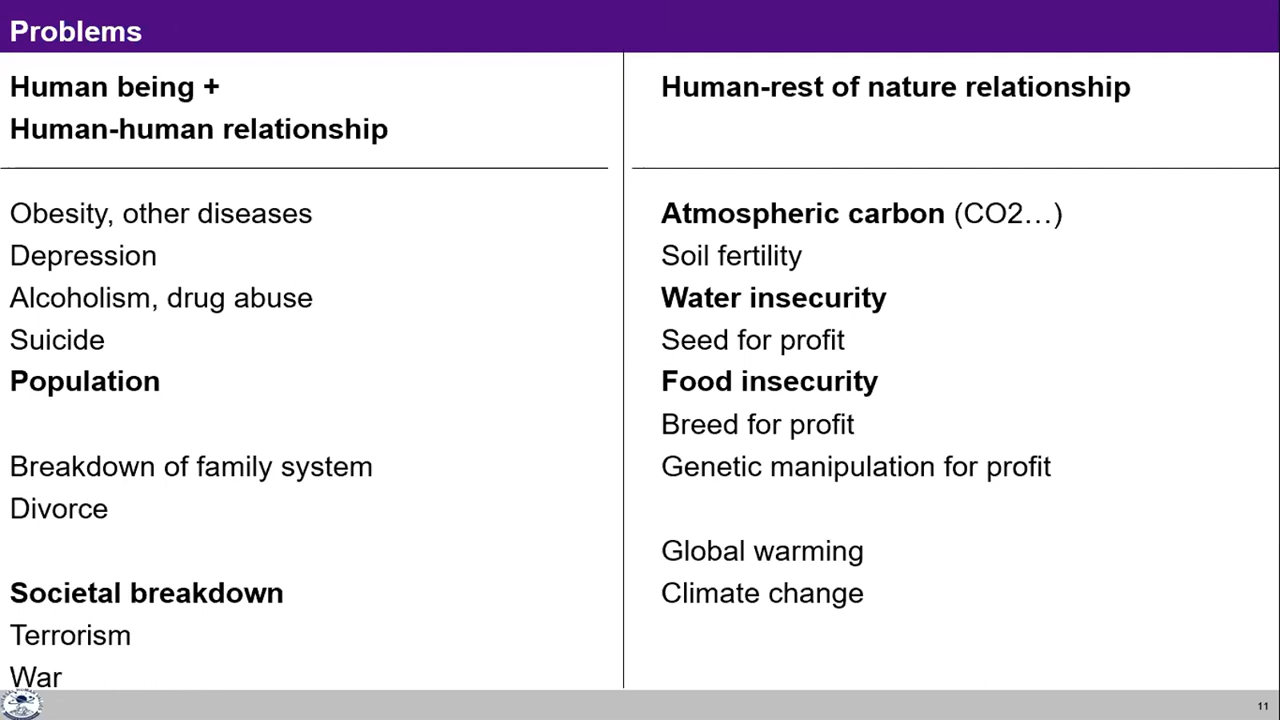 Problems
Human being +
Human-human relationship
Obesity, other diseases
Depression
Alcoholism, drug abuse
Suicide
Population
Breakdown of family system
Divorce
Societal breakdown
Terrorism
War
Human-rest of nature relationship
Atmospheric carbon (CO2…)
Soil fertility
Water insecurity
Seed for profit
Food insecurity
Breed for profit
Genetic manipulation for profit
Global warming
Climate change
11